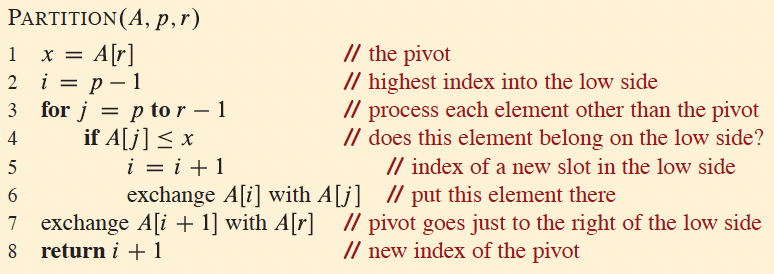 PARTITION(A, p, r)
1 x = A[r] // the pivot
2 i = p − 1 // highest index into the low side
3 for j = p to r − 1 // process each element other than the pivot
4 if A[j] ≤ x // does this element belong on the low side?
5 i = i + 1 // index of a new slot in the low side
6 exchange A[i] with A[j] // put this element there
7 exchange A[i + 1] with A[r] // pivot goes just to the right of the low side
8 return i + 1 // new index of the pivot